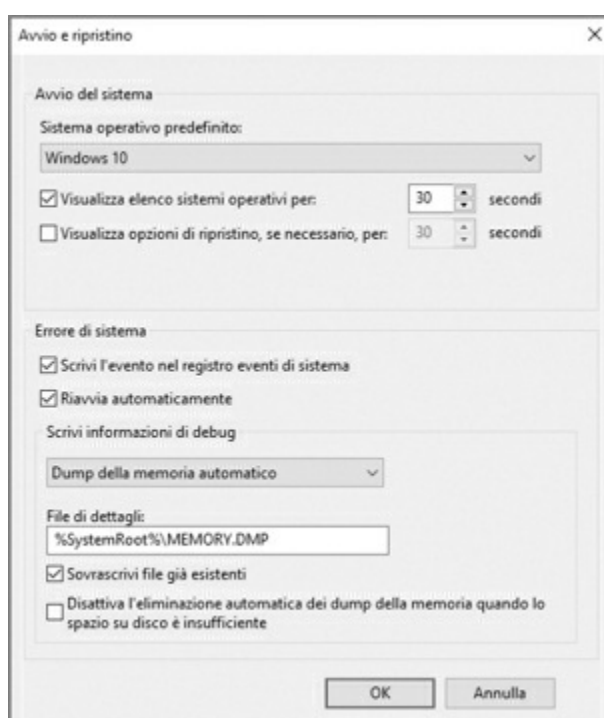 Avvio e ripristino
Avvio del sistema
Sistema operativo predefinito:
Windows 10
Visualizza elenco sistemi operativi per: 30 secondi
Visualizza opzioni di ripristino, se necessario, per: 30 secondi
Errore di sistema
Scrivi l'evento nel registro eventi di sistema
Riavvia automaticamente
Scrivi informazioni di debug
Dump della memoria automatico
File di dettagli:
%SystemRoot%\MEMORY.DMP
Sovrascrivi file già esistenti
Disattiva l'eliminazione automatica dei dump della memoria quando lo
spazio su disco è insufficiente
OK Annulla